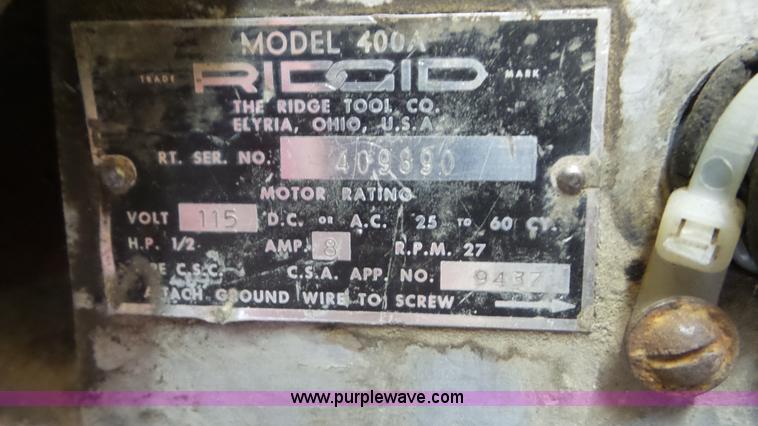 MODEL 400A
TRADE RIDGID MARK
THE RIDGE TOOL CO.
ELYRIA, OHIO, U.S.A.
RT. SER. NO. 409890
MOTOR RATING
VOLT 115 D.C. OR A.C. 25 TO 60 CY.
H.P. 1/2 AMP. 8 R.P.M. 27
C.S.C. C.S.A. APP. NO. 9437
ATTACH GROUND WIRE TO SCREW
www.purplewave.com